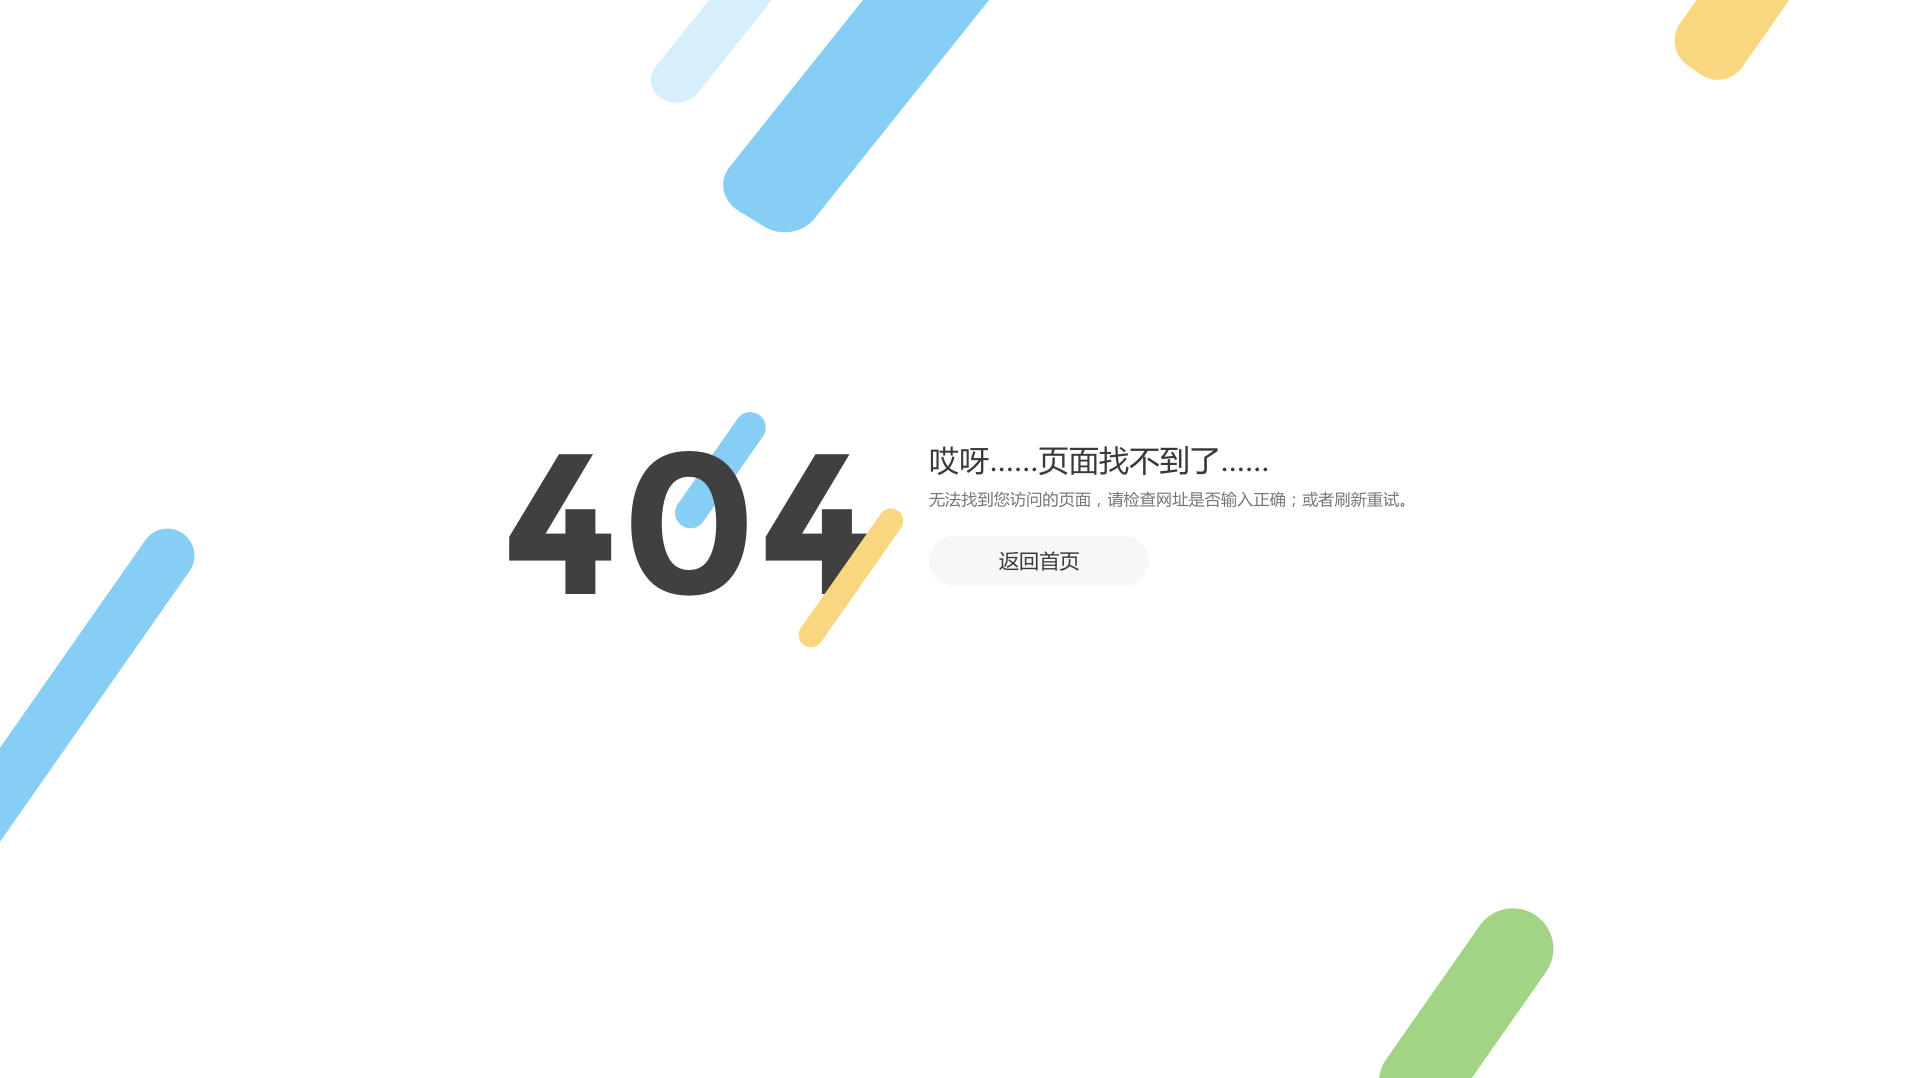 404
哎呀......页面找不到了......
无法找到您访问的页面，请检查网址是否输入正确；或者刷新重试。
返回首页